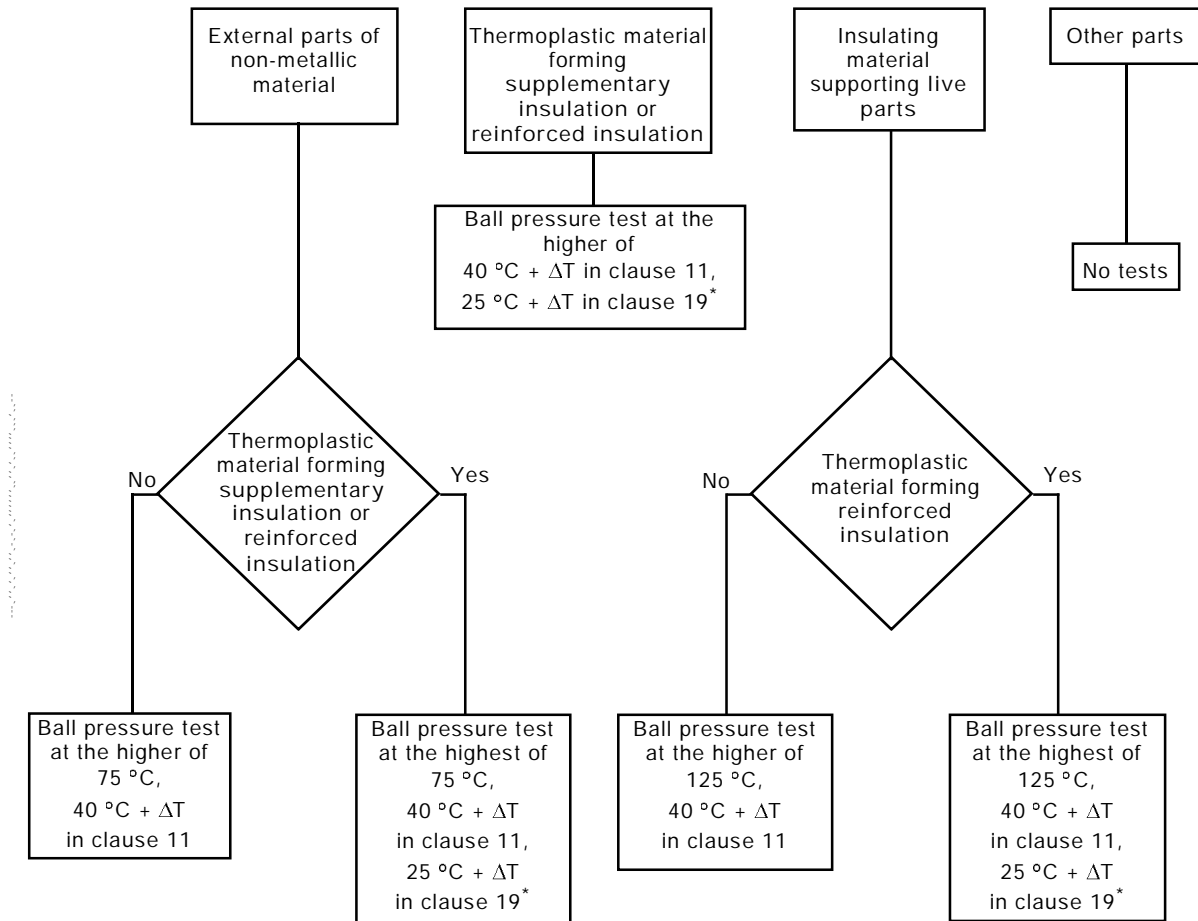 External parts of
non-metallic
material
Thermoplastic material
forming
supplementary
insulation or
reinforced insulation
Insulating
material
supporting live
parts
Other parts
Ball pressure test at the
higher of
40 °C + ΔT in clause 11,
25 °C + ΔT in clause 19*
No tests
Thermoplastic
material forming
supplementary
insulation or
reinforced
insulation
No
Yes
Thermoplastic
material forming
reinforced
insulation
No
Yes
Ball pressure test
at the higher of
75 °C,
40 °C + ΔT
in clause 11
Ball pressure test
at the highest of
75 °C,
40 °C + ΔT
in clause 11,
25 °C + ΔT
in clause 19*
Ball pressure test
at the higher of
125 °C,
40 °C + ΔT
in clause 11
Ball pressure test
at the highest of
125 °C,
40 °C + ΔT
in clause 11,
25 °C + ΔT
in clause 19*